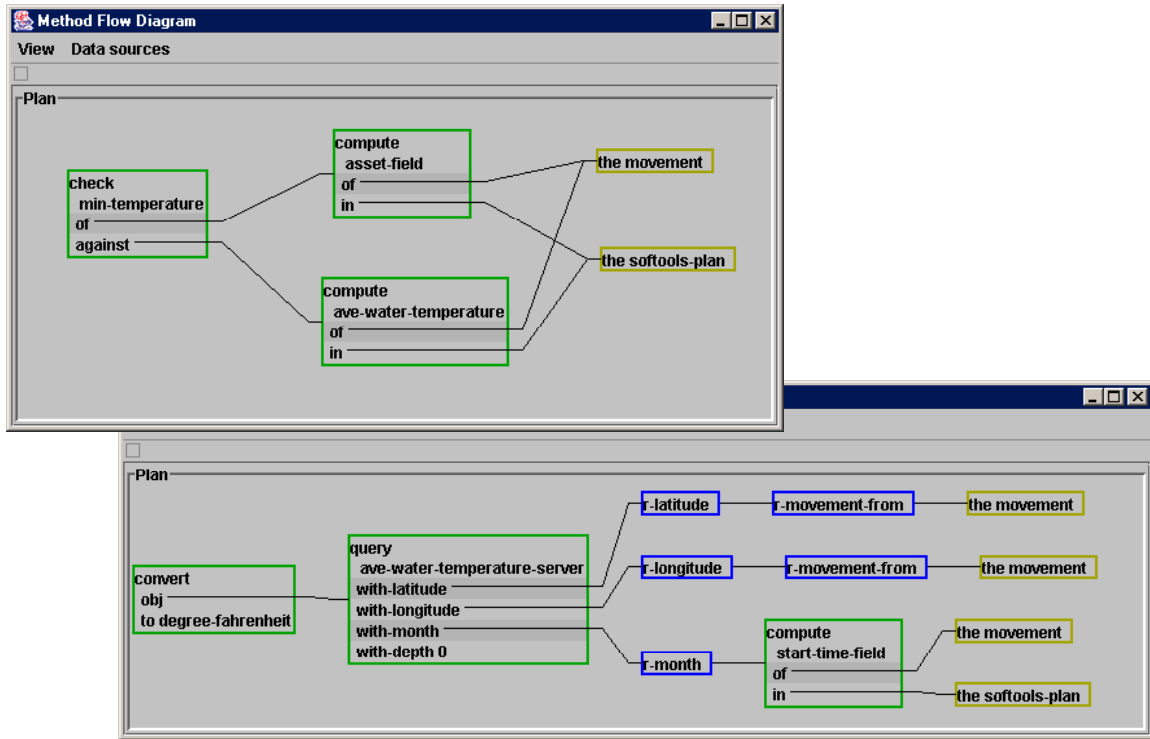 Method Flow Diagram
View Data sources
Plan
check
min-temperature
of
against
compute
asset-field
of
in
the movement
the softools-plan
compute
ave-water-temperature
of
in
Plan
convert
obj
to degree-fahrenheit
query
ave-water-temperature-server
with-latitude
with-longitude
with-month
with-depth 0
r-latitude
r-movement-from
the movement
r-longitude
r-movement-from
the movement
r-month
compute
start-time-field
of
in
the movement
the softools-plan